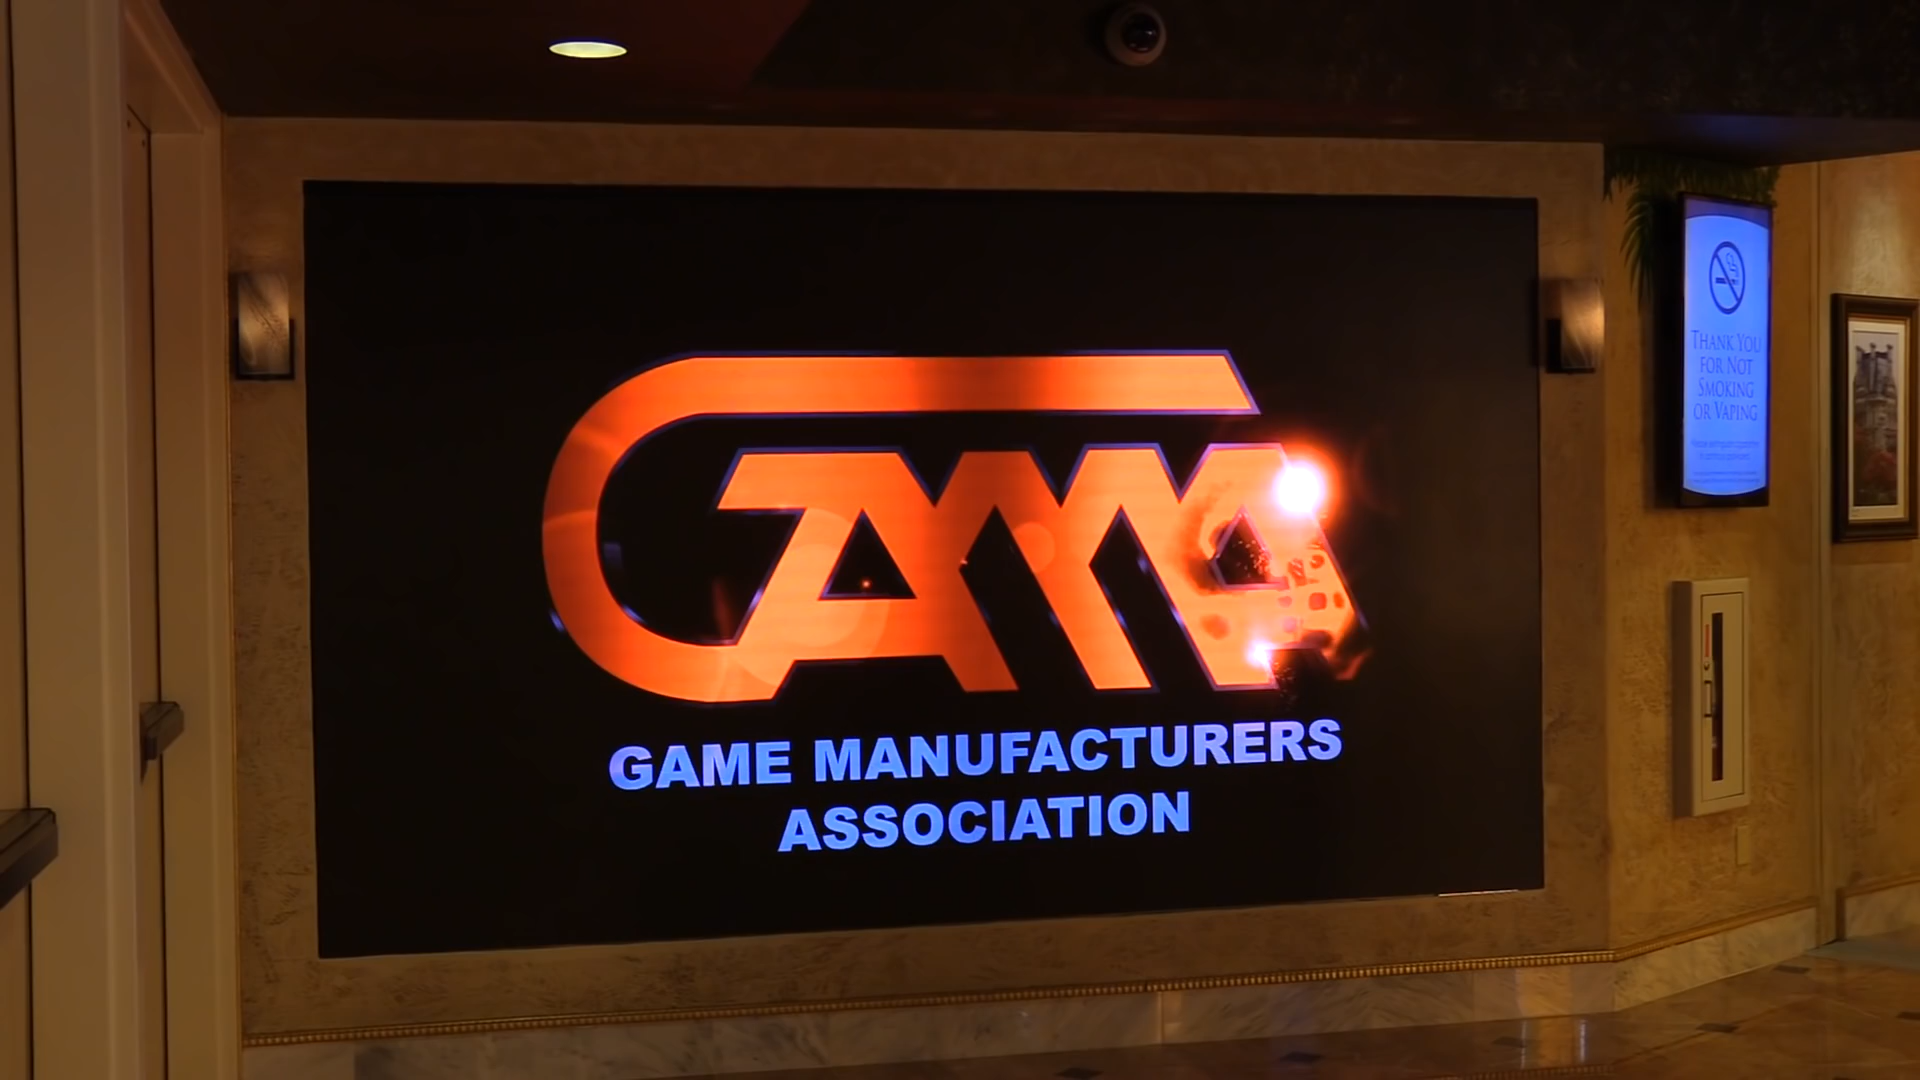 GAMA
GAME MANUFACTURERS
ASSOCIATION
THANK YOU
FOR NOT
SMOKING
OR VAPING